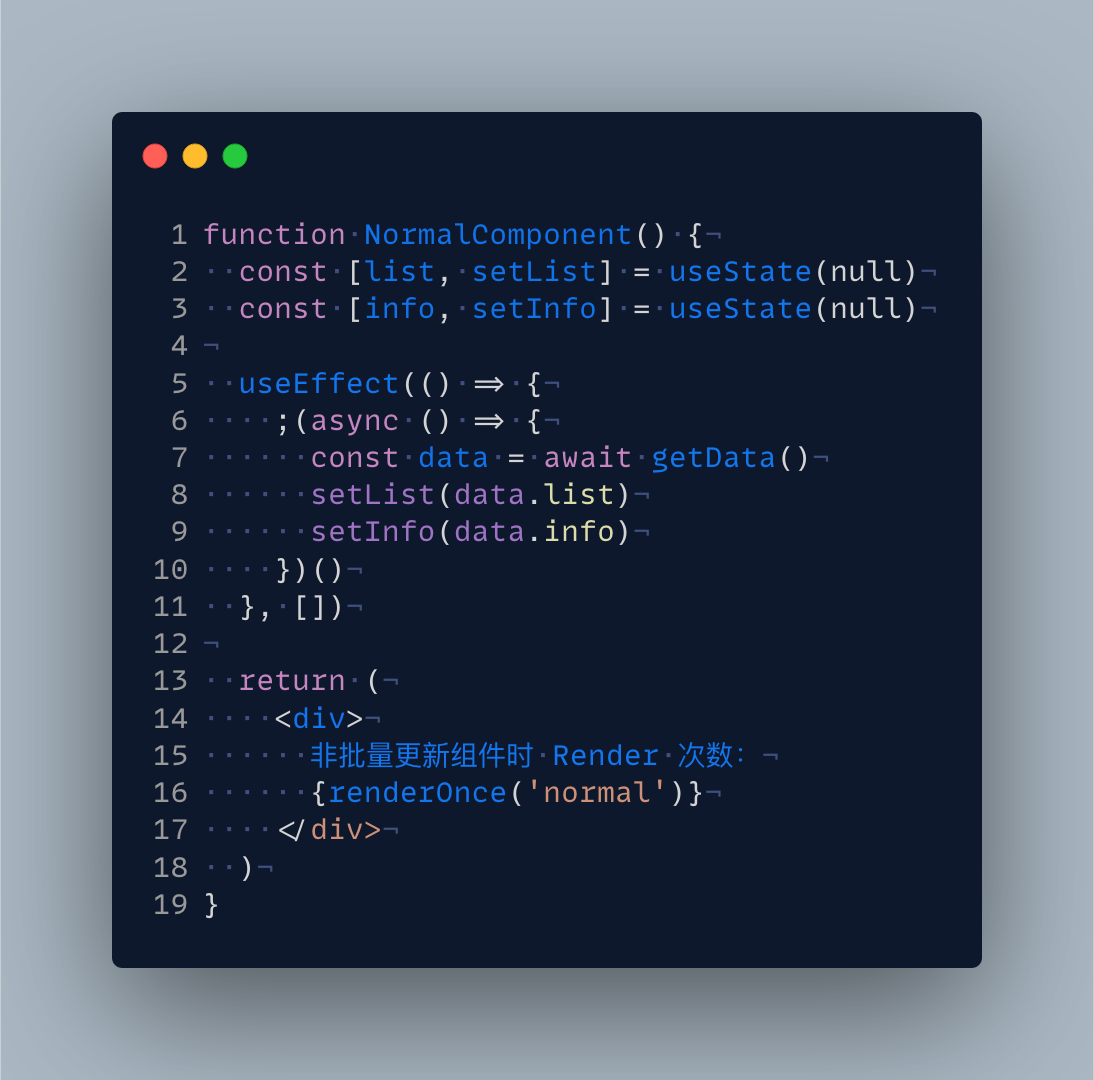 1 function NormalComponent() {¬
2 ··const [list, setList] = useState(null)¬
3 ··const [info, setInfo] = useState(null)¬
4 ¬
5 ··useEffect(() => {¬
6 ····;(async () => {¬
7 ······const data = await getData()¬
8 ······setList(data.list)¬
9 ······setInfo(data.info)¬
10 ····})()¬
11 ··}, [])¬
12 ¬
13 ··return (¬
14 ····<div>¬
15 ······非批量更新组件时 Render 次数：¬
16 ······{renderOnce('normal')}¬
17 ····</div>¬
18 ··)¬
19 }